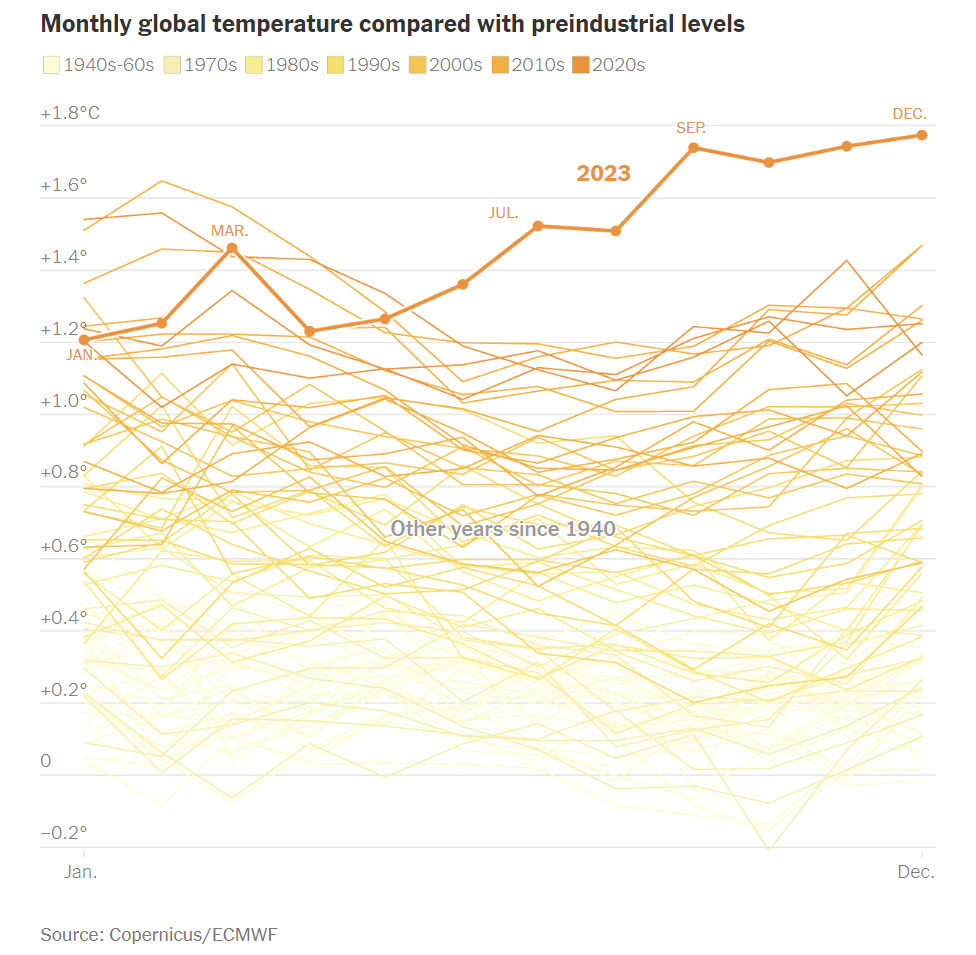 Monthly global temperature compared with preindustrial levels
1940s-60s 1970s 1980s 1990s 2000s 2010s 2020s
+1.8°C
DEC.
SEP.
2023
+1.6°
JUL.
MAR.
+1.4°
+1.2°
JAN.
+1.0°
+0.8°
Other years since 1940
+0.6°
+0.4°
+0.2°
0
−0.2°
Jan. Dec.
Source: Copernicus/ECMWF